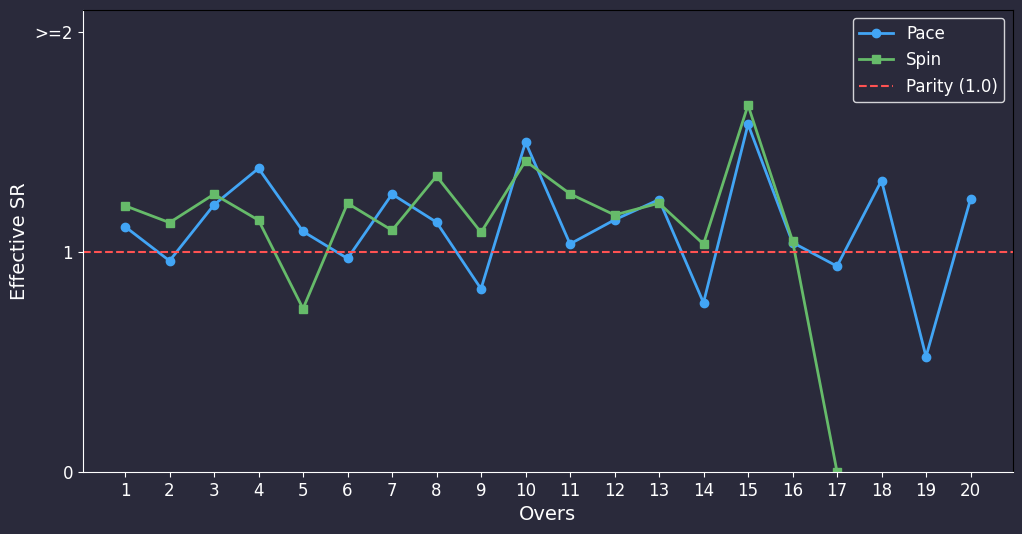 >=2
1
0
Effective SR
1 2 3 4 5 6 7 8 9 10 11 12 13 14 15 16 17 18 19 20
Overs
Pace
Spin
Parity (1.0)